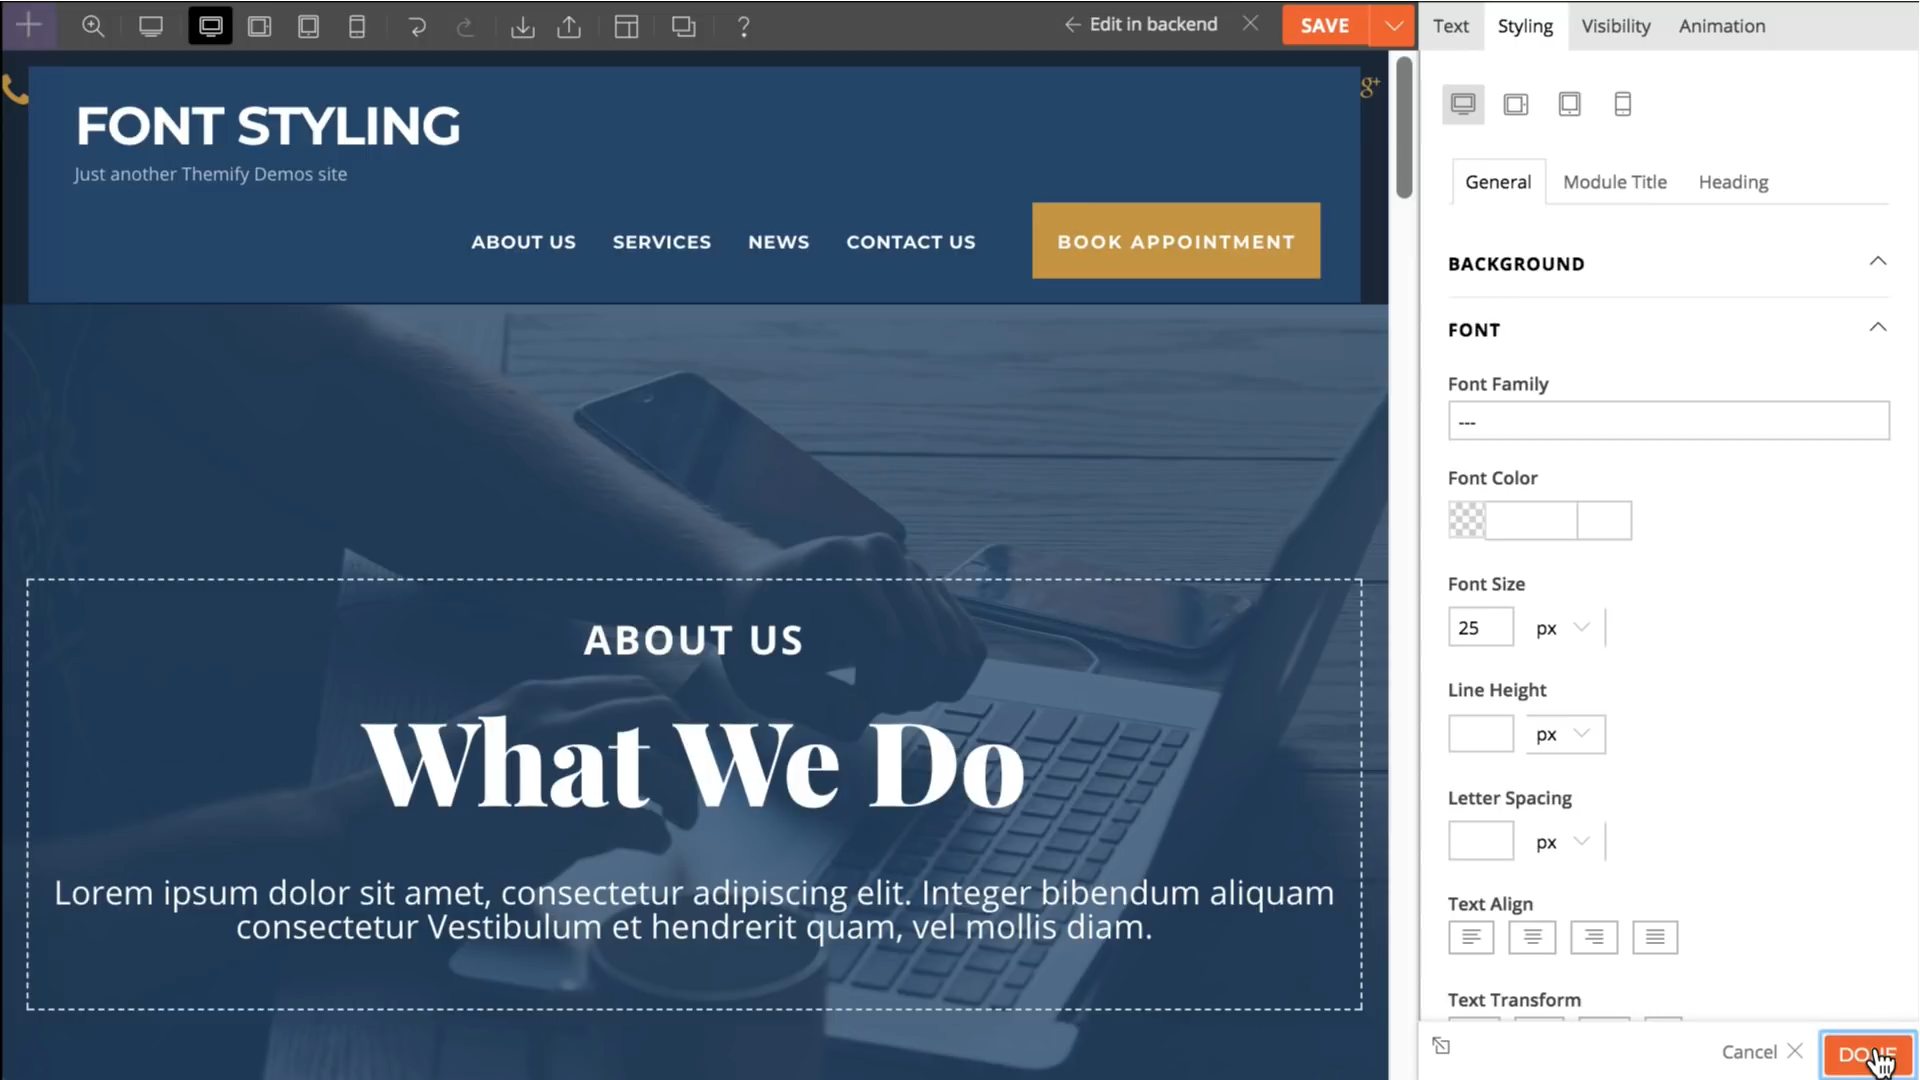 Edit in backend
SAVE
Text Styling Visibility Animation
FONT STYLING
Just another Themify Demos site
ABOUT US SERVICES NEWS CONTACT US BOOK APPOINTMENT
g+
ABOUT US
What We Do
Lorem ipsum dolor sit amet, consectetur adipiscing elit. Integer bibendum aliquam
consectetur Vestibulum et hendrerit quam, vel mollis diam.
General Module Title Heading
BACKGROUND
FONT
Font Family
---
Font Color
Font Size
25 px
Line Height
px
Letter Spacing
px
Text Align
Text Transform
Cancel
DONE